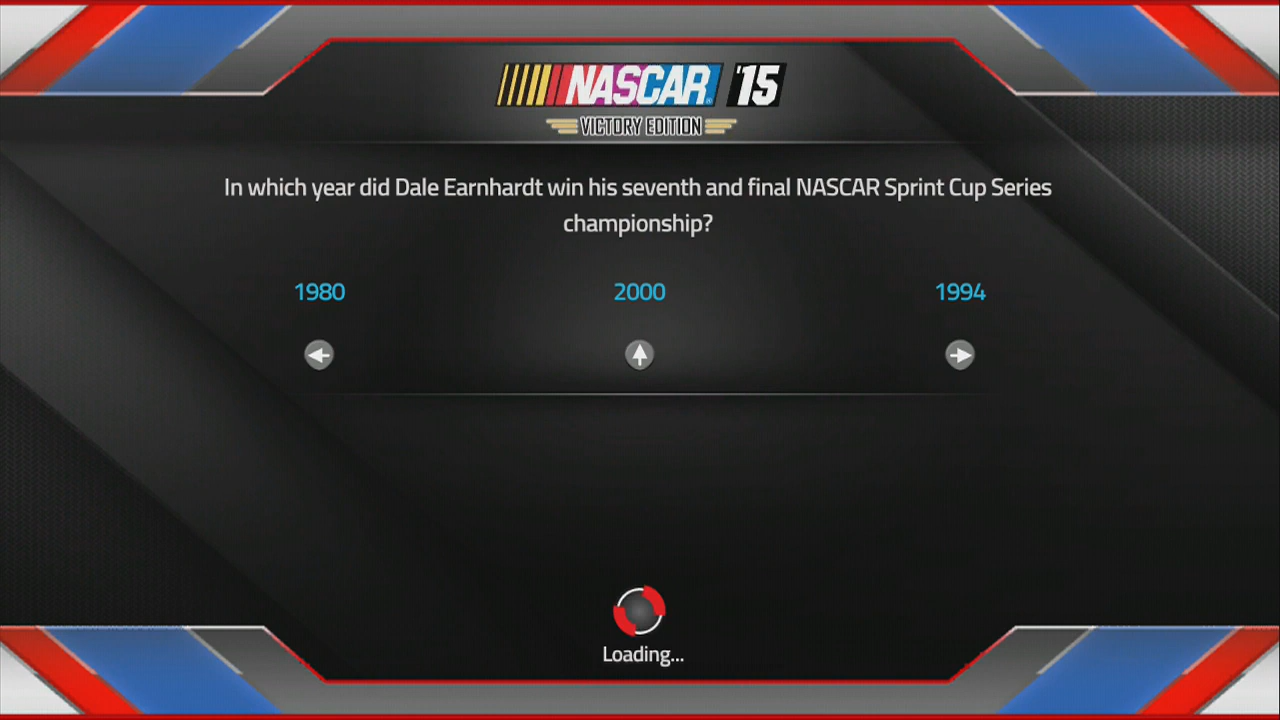 NASCAR '15
VICTORY EDITION
In which year did Dale Earnhardt win his seventh and final NASCAR Sprint Cup Series
championship?
1980 2000 1994
Loading...